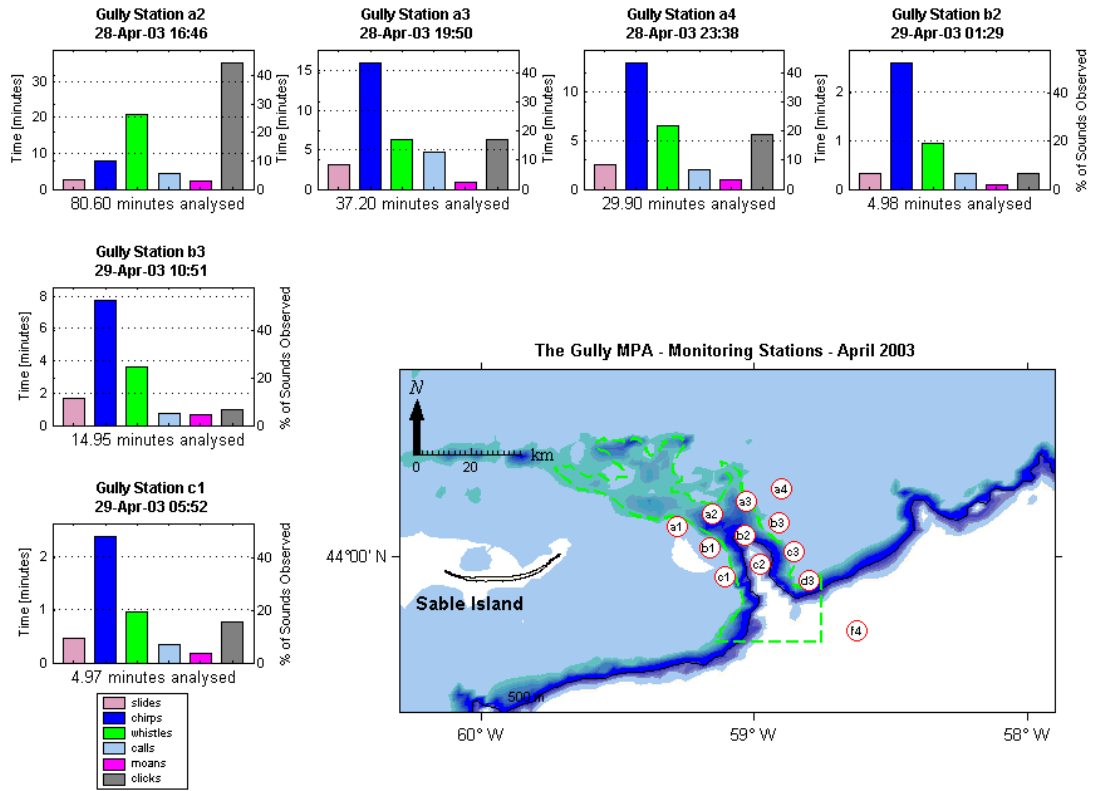 Gully Station a2
28-Apr-03 16:46
Gully Station a3
28-Apr-03 19:50
Gully Station a4
28-Apr-03 23:38
Gully Station b2
29-Apr-03 01:29
Time [minutes]
30
20
10
0
40
30
20
10
0
80.60 minutes analysed
Time [minutes]
15
10
5
0
40
30
20
10
0
37.20 minutes analysed
Time [minutes]
10
5
0
40
30
20
10
0
29.90 minutes analysed
Time [minutes]
2
1
0
40
20
0
% of Sounds Observed
4.98 minutes analysed
Gully Station b3
29-Apr-03 10:51
Time [minutes]
8
6
4
2
0
40
20
0
% of Sounds Observed
14.95 minutes analysed
Gully Station c1
29-Apr-03 05:52
Time [minutes]
2
1
0
40
20
0
% of Sounds Observed
4.97 minutes analysed
slides
chirps
whistles
calls
moans
clicks
The Gully MPA - Monitoring Stations - April 2003
N
km
0 20
a4
a3
a2
b3
a1
b2
b1
c3
c2
c1
d3
f4
44°00' N
Sable Island
500 m
60° W
59° W
58° W